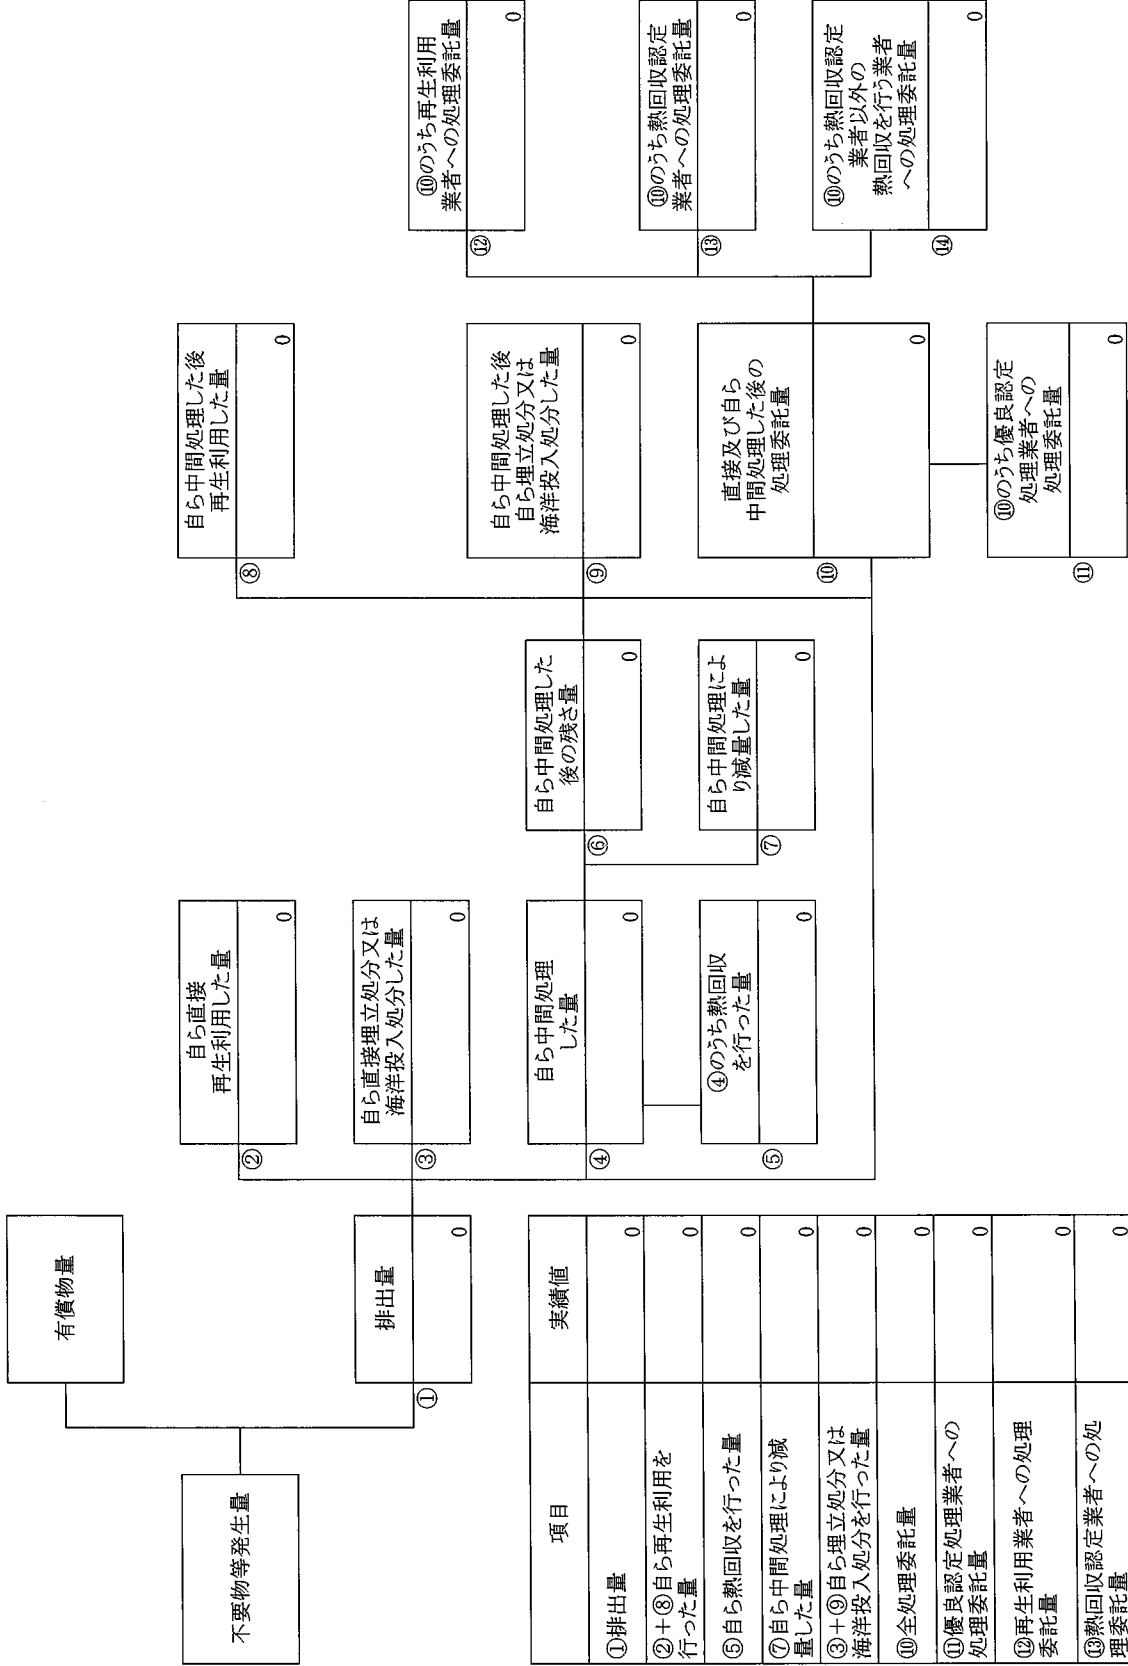 有償物量
不要物等発生量
①
排出量
0
②
自ら直接
再生利用した量
0
③
自ら直接埋立処分又は
海洋投入処分した量
0
④
自ら中間処理
した量
0
⑤
④のうち熱回収
を行った量
0
⑥
自ら中間処理した
後の残さ量
0
⑦
自ら中間処理によ
り減量した量
0
⑧
自ら中間処理した後
再生利用した量
0
⑨
自ら中間処理した後
自ら埋立処分又は
海洋投入処分した量
0
⑩
直接及び自ら
中間処理した後の
処理委託量
0
⑪
⑩のうち優良認定
処理業者への
処理委託量
0
⑫
⑩のうち再生利用
業者への処理委託量
0
⑬
⑩のうち熱回収認定
業者への処理委託量
0
⑭
⑩のうち熱回収認定
業者以外の
熱回収を行う業者
への処理委託量
0
項目 実績値
①排出量 0
②+⑧自ら再生利用を
行った量 0
⑤自ら熱回収を行った量 0
⑦自ら中間処理により減
量した量 0
③+⑨自ら埋立処分又は
海洋投入処分を行った量 0
⑩全処理委託量 0
⑪優良認定処理業者への
処理委託量 0
⑫再生利用業者への処理
委託量 0
⑬熱回収認定業者への処
理委託量 0